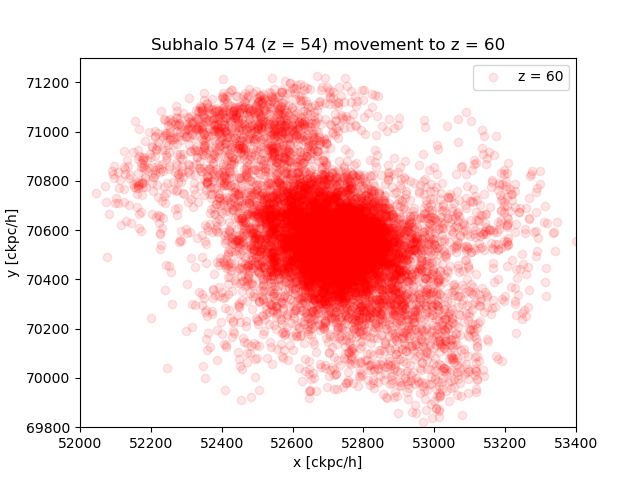 Subhalo 574 (z = 54) movement to z = 60
z = 60
71200
71000
70800
70600
70400
70200
70000
69800
y [ckpc/h]
52000 52200 52400 52600 52800 53000 53200 53400
x [ckpc/h]